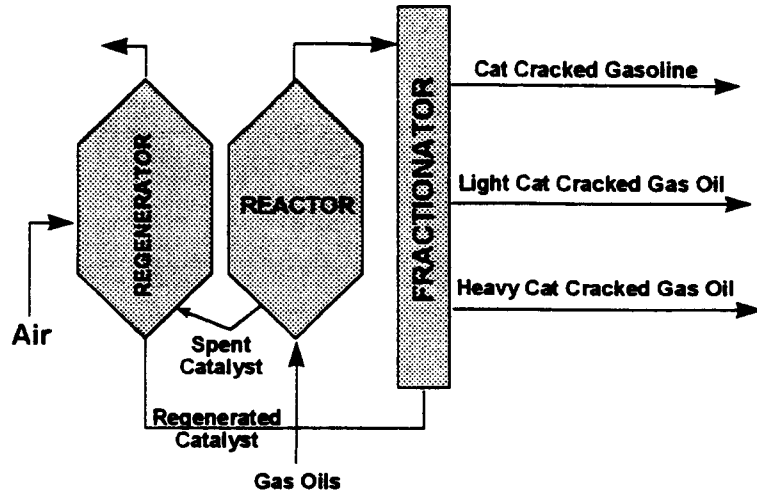 Cat Cracked Gasoline
REGENERATOR
REACTOR
FRACTIONATOR
Light Cat Cracked Gas Oil
Heavy Cat Cracked Gas Oil
Air
Spent
Catalyst
Regenerated
Catalyst
Gas Oils